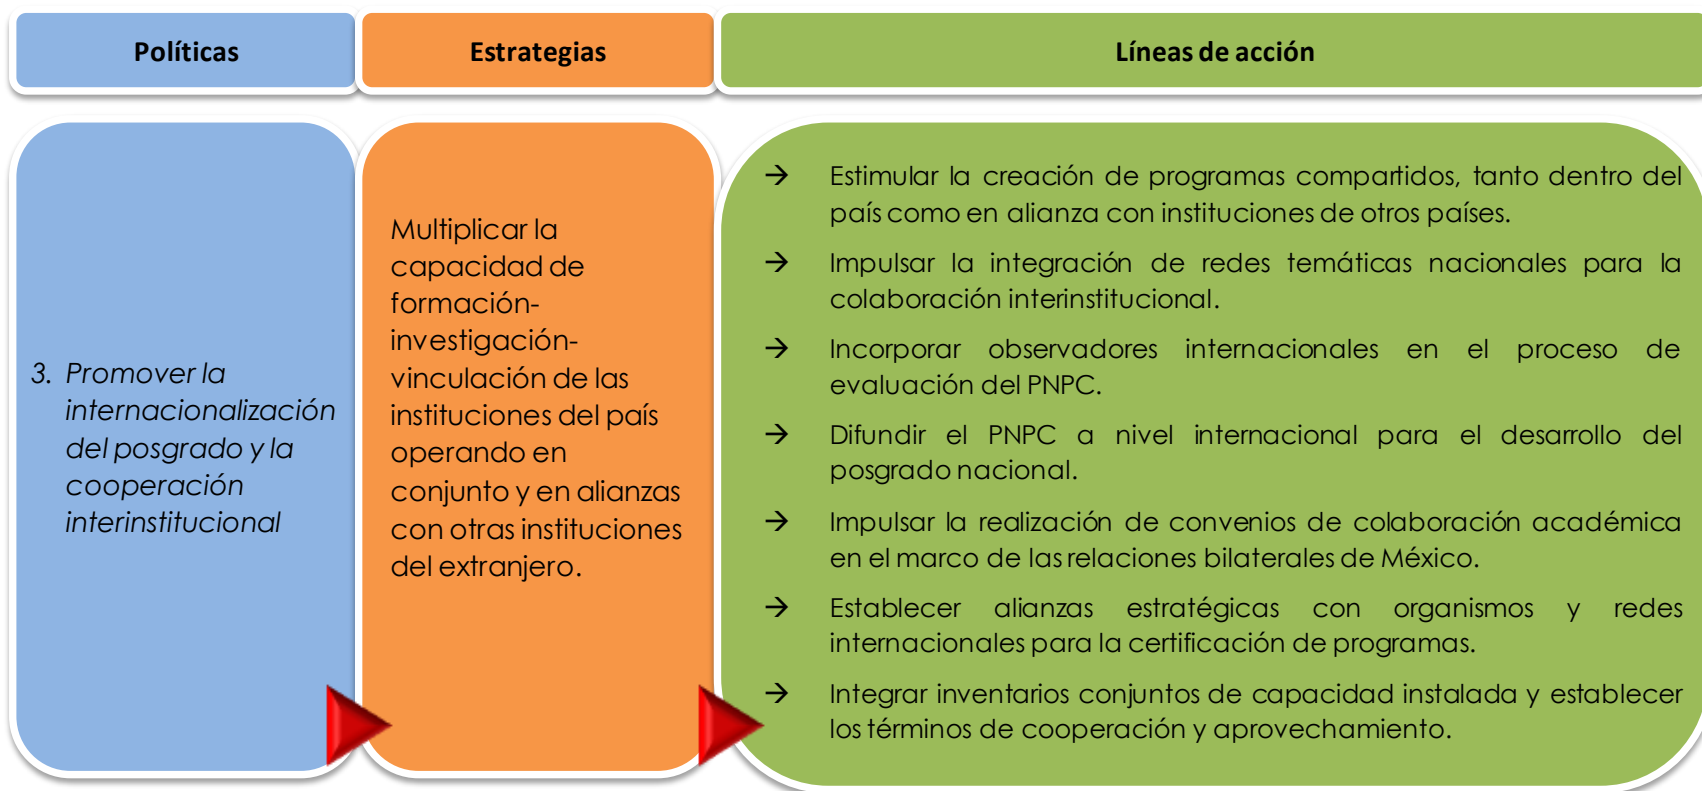 Políticas
Estrategias
Líneas de acción
3. Promover la
internacionalización
del posgrado y la
cooperación
interinstitucional
Multiplicar la
capacidad de
formación-
investigación-
vinculación de las
instituciones del país
operando en
conjunto y en alianzas
con otras instituciones
del extranjero.
→ Estimular la creación de programas compartidos, tanto dentro del
país como en alianza con instituciones de otros países.
→ Impulsar la integración de redes temáticas nacionales para la
colaboración interinstitucional.
→ Incorporar observadores internacionales en el proceso de
evaluación del PNPC.
→ Difundir el PNPC a nivel internacional para el desarrollo del
posgrado nacional.
→ Impulsar la realización de convenios de colaboración académica
en el marco de las relaciones bilaterales de México.
→ Establecer alianzas estratégicas con organismos y redes
internacionales para la certificación de programas.
→ Integrar inventarios conjuntos de capacidad instalada y establecer
los términos de cooperación y aprovechamiento.